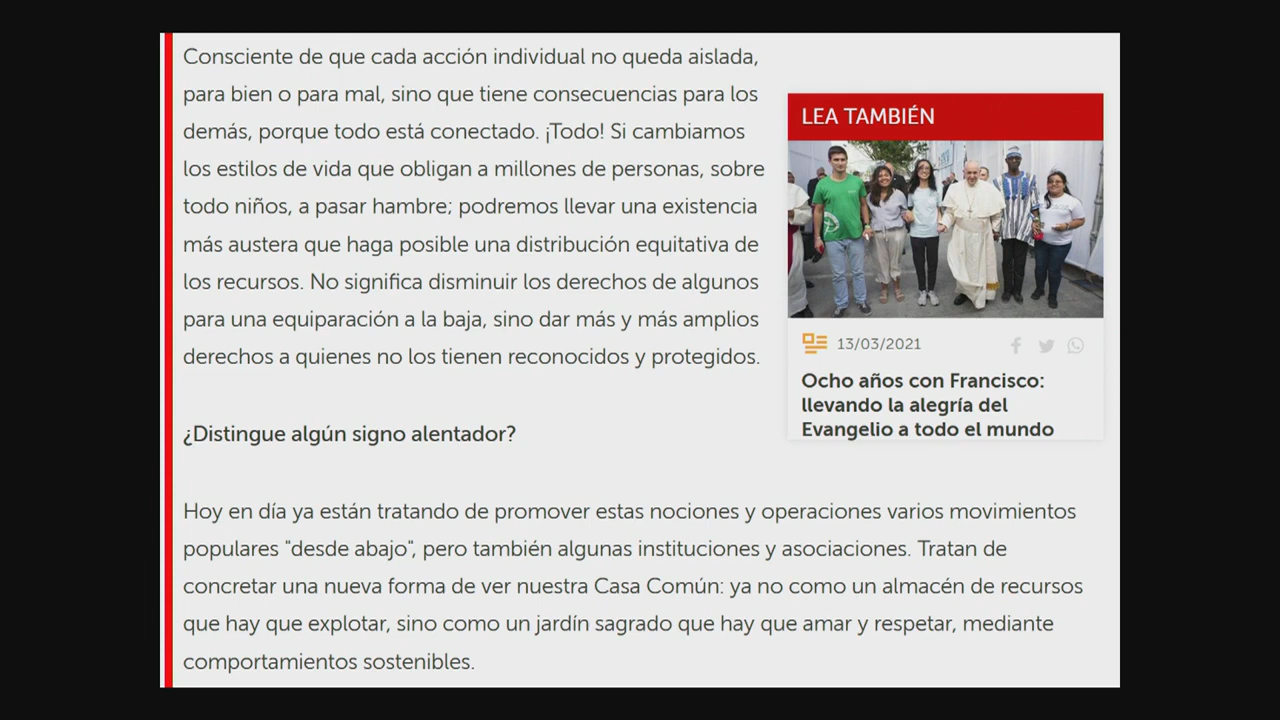 Consciente de que cada acción individual no queda aislada,
para bien o para mal, sino que tiene consecuencias para los
demás, porque todo está conectado. ¡Todo! Si cambiamos
los estilos de vida que obligan a millones de personas, sobre
todo niños, a pasar hambre; podremos llevar una existencia
más austera que haga posible una distribución equitativa de
los recursos. No significa disminuir los derechos de algunos
para una equiparación a la baja, sino dar más y más amplios
derechos a quienes no los tienen reconocidos y protegidos.
LEA TAMBIÉN
13/03/2021
Ocho años con Francisco:
llevando la alegría del
Evangelio a todo el mundo
¿Distingue algún signo alentador?
Hoy en día ya están tratando de promover estas nociones y operaciones varios movimientos
populares "desde abajo", pero también algunas instituciones y asociaciones. Tratan de
concretar una nueva forma de ver nuestra Casa Común: ya no como un almacén de recursos
que hay que explotar, sino como un jardín sagrado que hay que amar y respetar, mediante
comportamientos sostenibles.